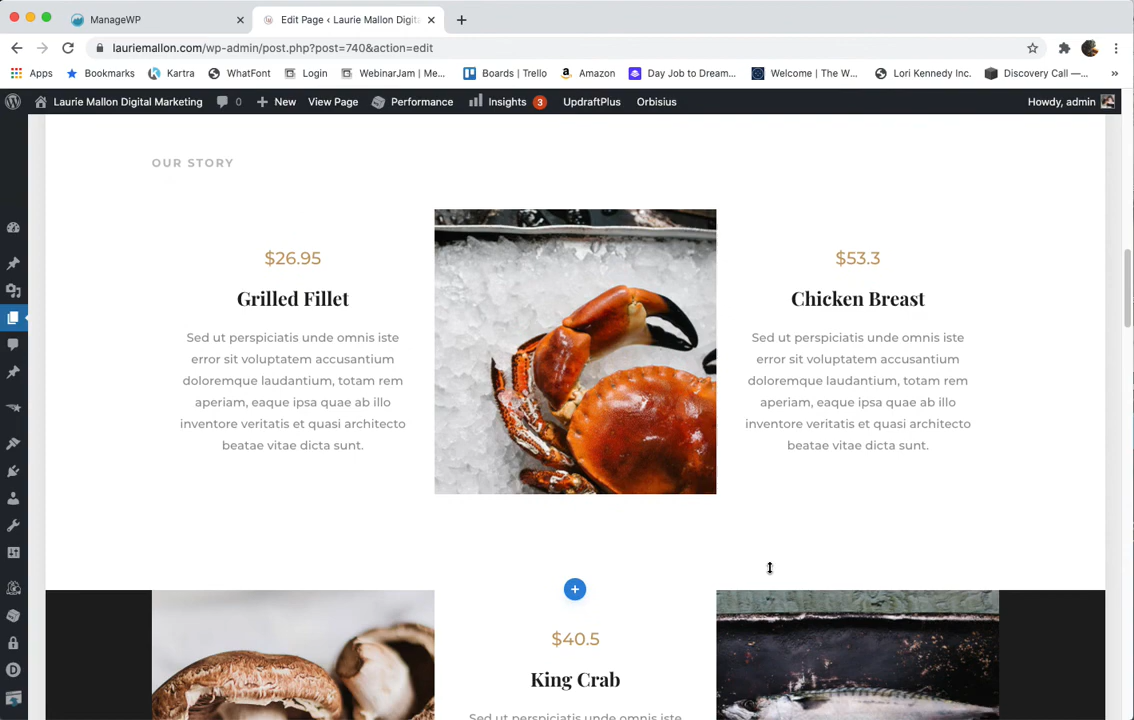 ManageWP
Edit Page ‹ Laurie Mallon Digita
lauriemallon.com/wp-admin/post.php?post=740&action=edit
Apps
Bookmarks
Kartra
WhatFont
Login
WebinarJam | Me...
Boards | Trello
Amazon
Day Job to Dream...
Welcome | The W...
Lori Kennedy Inc.
Discovery Call —...
»
Laurie Mallon Digital Marketing
0
New
View Page
Performance
Insights
3
UpdraftPlus
Orbisius
Howdy, admin
OUR STORY
$26.95
Grilled Fillet
Sed ut perspiciatis unde omnis iste
error sit voluptatem accusantium
doloremque laudantium, totam rem
aperiam, eaque ipsa quae ab illo
inventore veritatis et quasi architecto
beatae vitae dicta sunt.
$53.3
Chicken Breast
Sed ut perspiciatis unde omnis iste
error sit voluptatem accusantium
doloremque laudantium, totam rem
aperiam, eaque ipsa quae ab illo
inventore veritatis et quasi architecto
beatae vitae dicta sunt.
$40.5
King Crab
Sed ut perspiciatis unde omnis iste